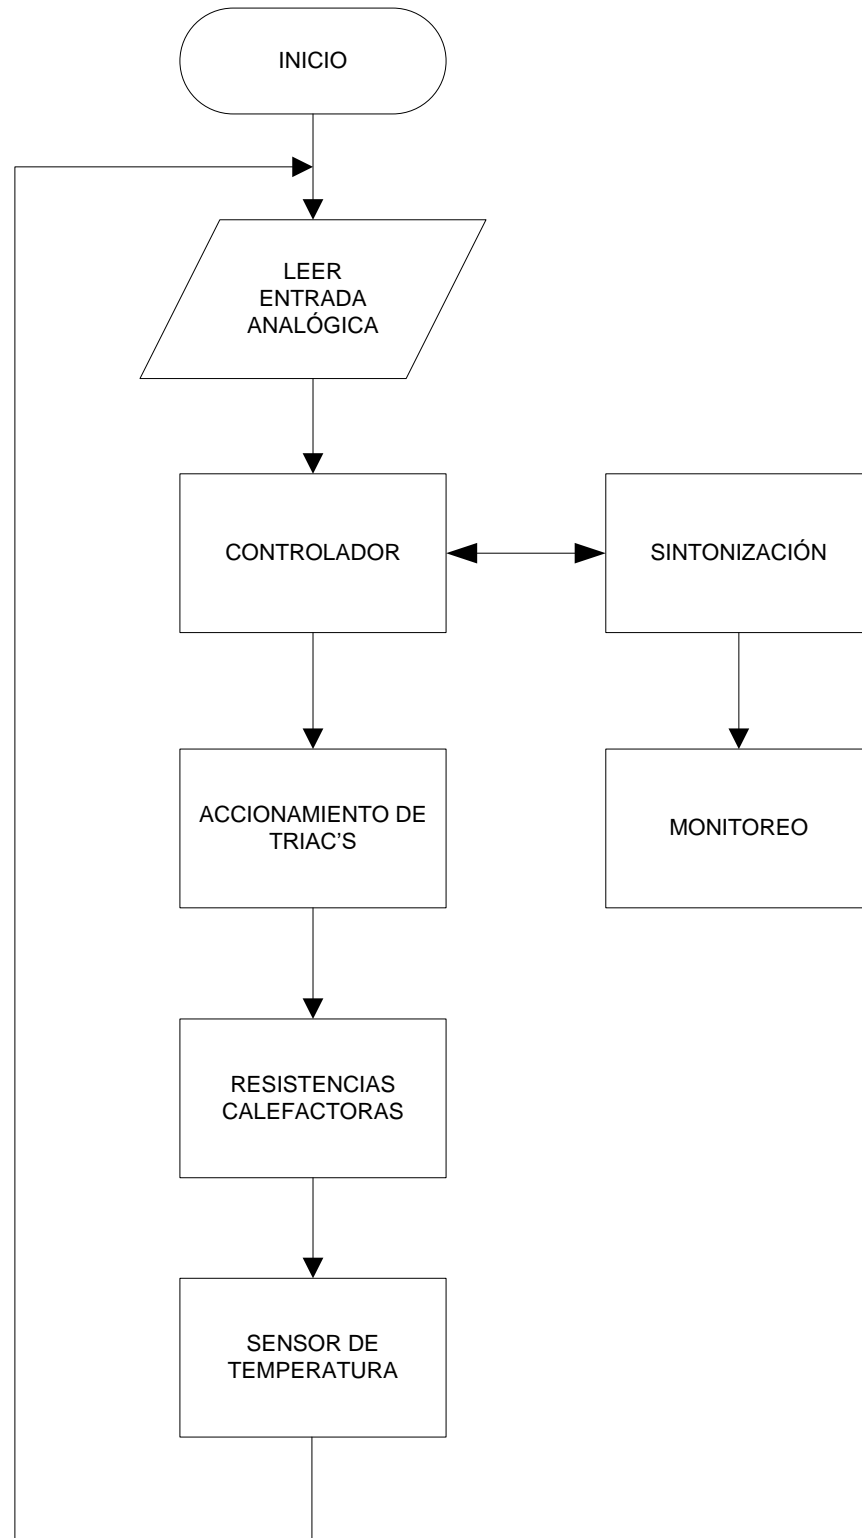 INICIO
LEER
ENTRADA
ANALÓGICA
CONTROLADOR
SINTONIZACIÓN
ACCIONAMIENTO DE
TRIAC’S
MONITOREO
RESISTENCIAS
CALEFACTORAS
SENSOR DE
TEMPERATURA